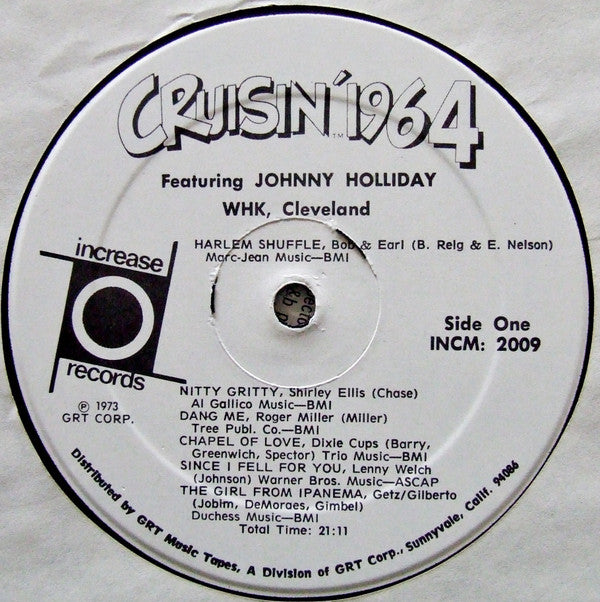 CRUISIN' 1964
TM
Featuring JOHNNY HOLLIDAY
WHK, Cleveland
HARLEM SHUFFLE, Bob & Earl (B. Relg & E. Nelson)
Marc-Jean Music—BMI
increase
records
Side One
INCM: 2009
℗ 1973
GRT CORP.
NITTY GRITTY, Shirley Ellis (Chase)
Al Gallico Music—BMI
DANG ME, Roger Miller (Miller)
Tree Publ. Co.—BMI
CHAPEL OF LOVE, Dixie Cups (Barry,
Greenwich, Spector) Trio Music—BMI
SINCE I FELL FOR YOU, Lenny Welch
(Johnson) Warner Bros. Music—ASCAP
THE GIRL FROM IPANEMA, Getz/Gilberto
(Jobim, DeMoraes, Gimbel)
Duchess Music—BMI
Total Time: 21:11
Distributed by GRT Music Tapes, A Division of GRT Corp., Sunnyvale, Calif. 94086